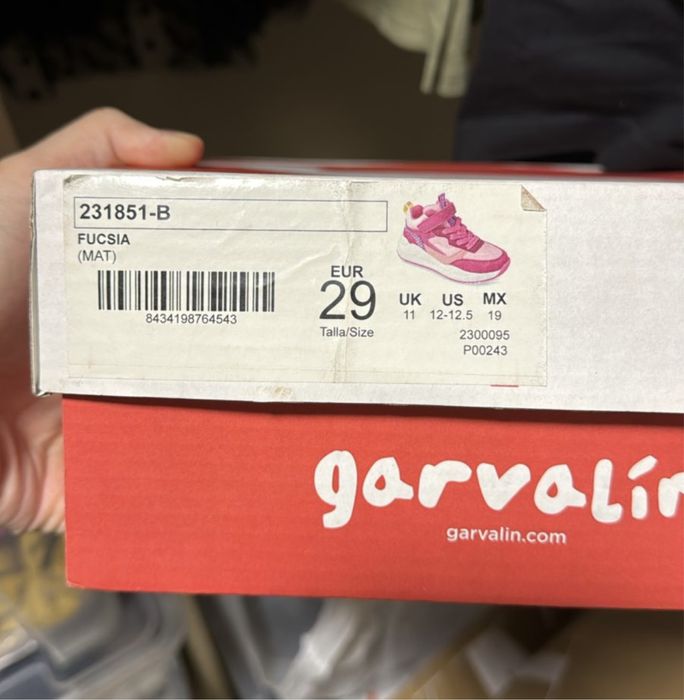 231851-B
FUCSIA
(MAT)
8434198764543
EUR
29
Talla/Size
UK US MX
11 12-12.5 19
2300095
P00243
garvalín
garvalin.com